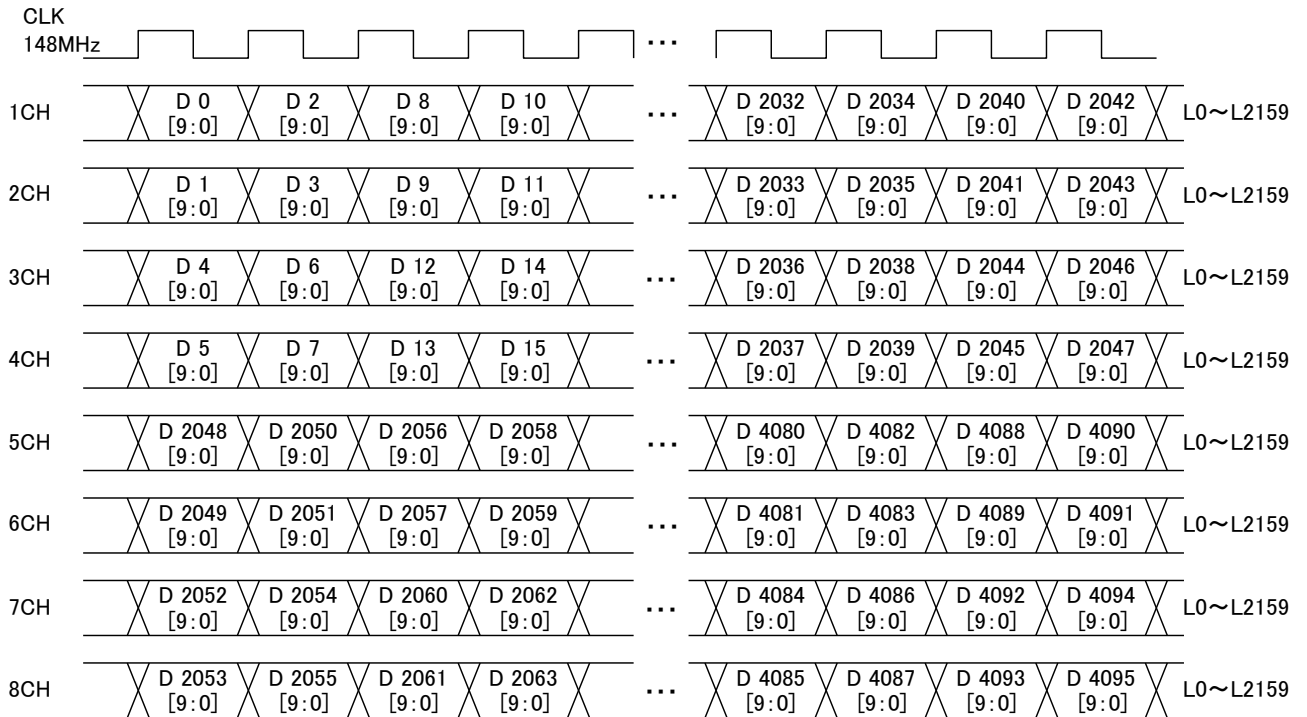 CLK
148MHz
...
1CH D 0 D 2 D 8 D 10 ... D 2032 D 2034 D 2040 D 2042 L0～L2159
[9:0] [9:0] [9:0] [9:0] [9:0] [9:0] [9:0] [9:0]
2CH D 1 D 3 D 9 D 11 ... D 2033 D 2035 D 2041 D 2043 L0～L2159
[9:0] [9:0] [9:0] [9:0] [9:0] [9:0] [9:0] [9:0]
3CH D 4 D 6 D 12 D 14 ... D 2036 D 2038 D 2044 D 2046 L0～L2159
[9:0] [9:0] [9:0] [9:0] [9:0] [9:0] [9:0] [9:0]
4CH D 5 D 7 D 13 D 15 ... D 2037 D 2039 D 2045 D 2047 L0～L2159
[9:0] [9:0] [9:0] [9:0] [9:0] [9:0] [9:0] [9:0]
5CH D 2048 D 2050 D 2056 D 2058 ... D 4080 D 4082 D 4088 D 4090 L0～L2159
[9:0] [9:0] [9:0] [9:0] [9:0] [9:0] [9:0] [9:0]
6CH D 2049 D 2051 D 2057 D 2059 ... D 4081 D 4083 D 4089 D 4091 L0～L2159
[9:0] [9:0] [9:0] [9:0] [9:0] [9:0] [9:0] [9:0]
7CH D 2052 D 2054 D 2060 D 2062 ... D 4084 D 4086 D 4092 D 4094 L0～L2159
[9:0] [9:0] [9:0] [9:0] [9:0] [9:0] [9:0] [9:0]
8CH D 2053 D 2055 D 2061 D 2063 ... D 4085 D 4087 D 4093 D 4095 L0～L2159
[9:0] [9:0] [9:0] [9:0] [9:0] [9:0] [9:0] [9:0]